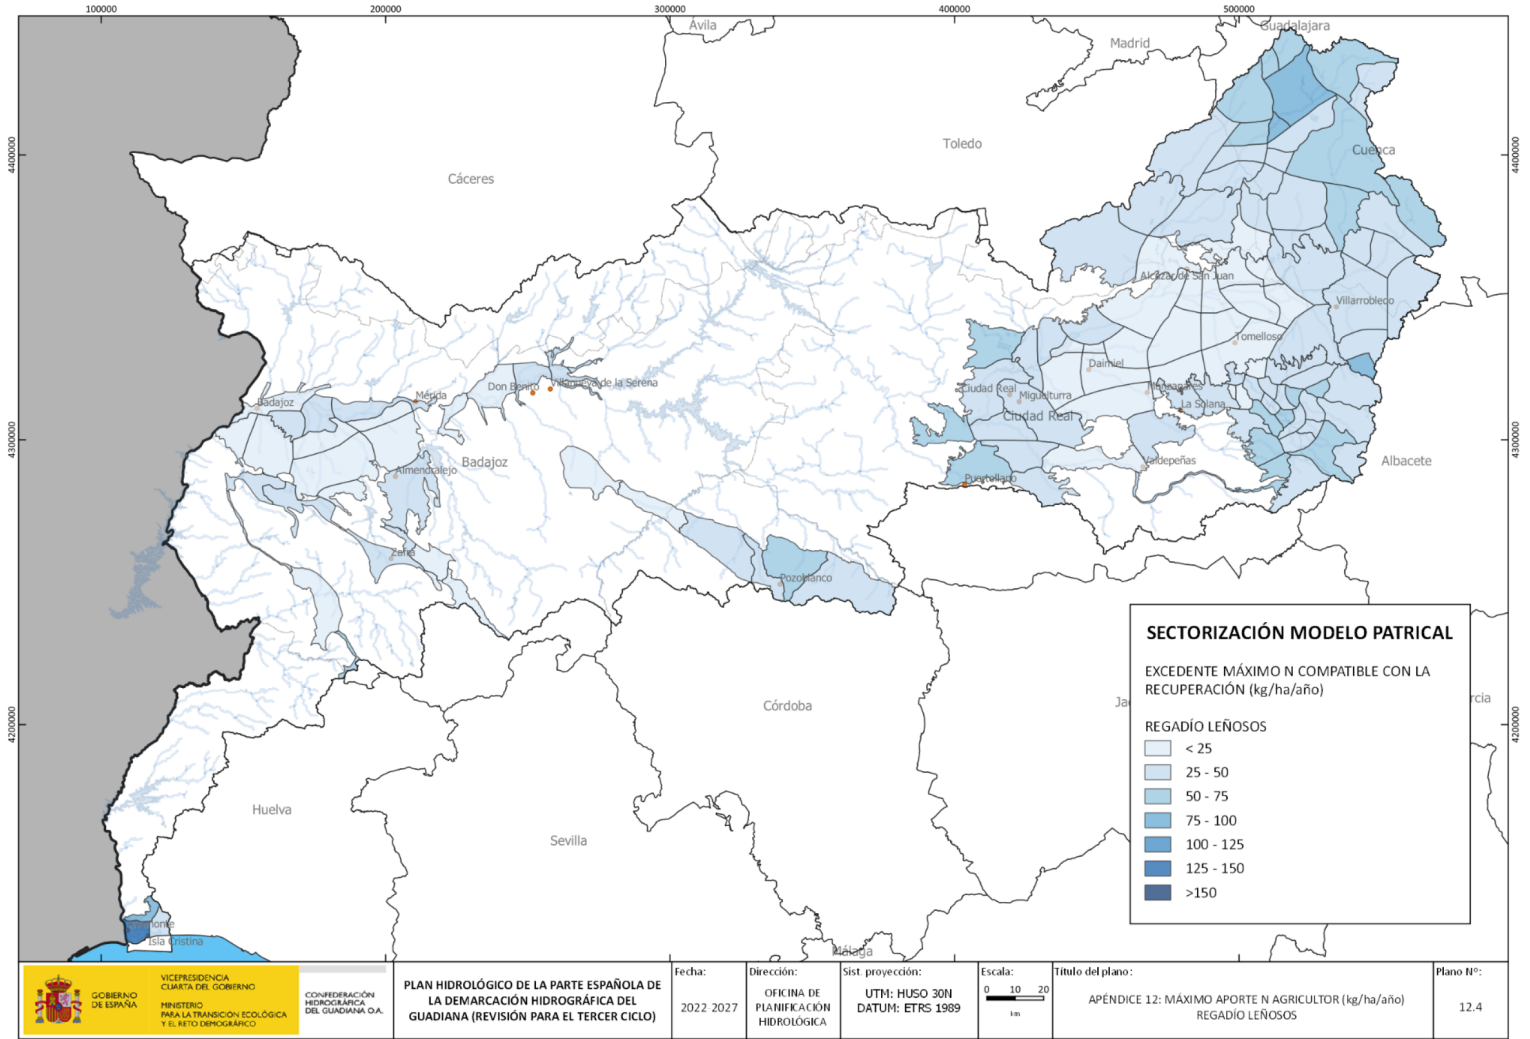 100000
200000
300000
400000
500000
Ávila
Madrid
Guadalajara
Toledo
Cáceres
Cuenca
4400000
4400000
Alcázar de San Juan
Villarrobledo
Tomelloso
Daimiel
Don Benito
Villanueva de la Serena
Ciudad Real
Miguelturra
Manzanares
La Solana
Mérida
Badajoz
Ciudad Real
4300000
4300000
Badajoz
Almendralejo
Valdepeñas
Albacete
Puertollano
Zafra
Pozoblanco
SECTORIZACIÓN MODELO PATRICAL
EXCEDENTE MÁXIMO N COMPATIBLE CON LA
RECUPERACIÓN (kg/ha/año)
REGADÍO LEÑOSOS
< 25
25 - 50
50 - 75
75 - 100
100 - 125
125 - 150
>150
Córdoba
Jae
rcia
4200000
4200000
Huelva
Sevilla
Isla Cristina
Málaga
GOBIERNO
DE ESPAÑA
VICEPRESIDENCIA
CUARTA DEL GOBIERNO
MINISTERIO
PARA LA TRANSICIÓN ECOLÓGICA
Y EL RETO DEMOGRÁFICO
CONFEDERACIÓN
HIDROGRÁFICA
DEL GUADIANA O.A.
PLAN HIDROLÓGICO DE LA PARTE ESPAÑOLA DE
LA DEMARCACIÓN HIDROGRÁFICA DEL
GUADIANA (REVISIÓN PARA EL TERCER CICLO)
Fecha:
2022-2027
Dirección:
OFICINA DE
PLANIFICACIÓN
HIDROLÓGICA
Sist. proyección:
UTM: HUSO 30N
DATUM: ETRS 1989
Escala:
0 10 20
km
Título del plano:
APÉNDICE 12: MÁXIMO APORTE N AGRICULTOR (kg/ha/año)
REGADÍO LEÑOSOS
Plano Nº:
12.4